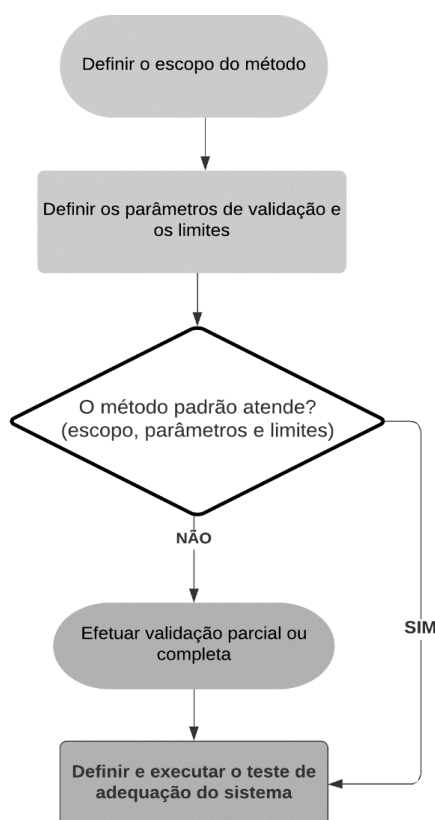 Definir o escopo do método
Definir os parâmetros de validação e
os limites
O método padrão atende?
(escopo, parâmetros e limites)
NÃO
Efetuar validação parcial ou
completa
SIM
Definir e executar o teste de
adequação do sistema